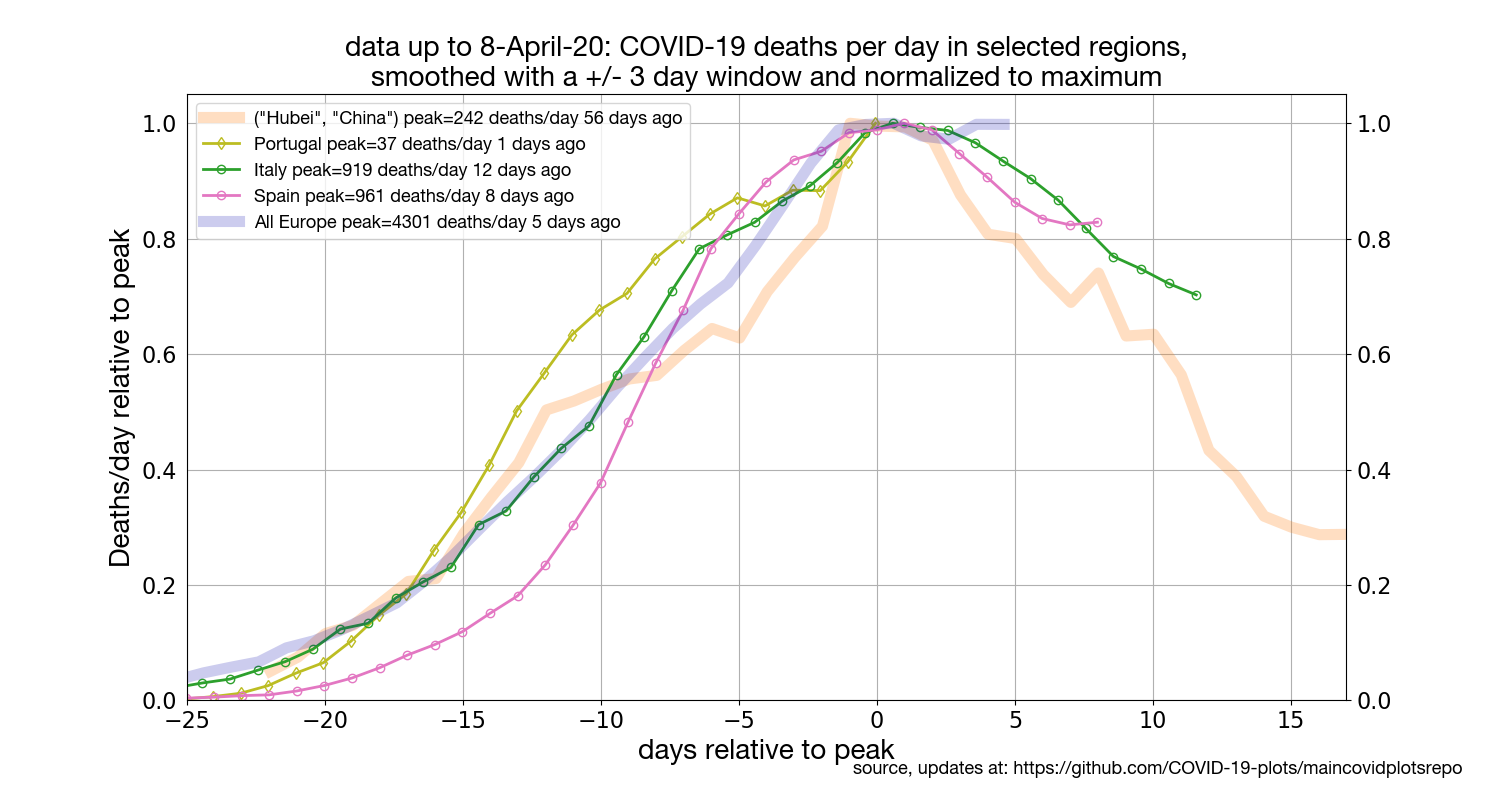 data up to 8-April-20: COVID-19 deaths per day in selected regions,
smoothed with a +/- 3 day window and normalized to maximum
("Hubei", "China") peak=242 deaths/day 56 days ago
Portugal peak=37 deaths/day 1 days ago
Italy peak=919 deaths/day 12 days ago
Spain peak=961 deaths/day 8 days ago
All Europe peak=4301 deaths/day 5 days ago
Deaths/day relative to peak
1.0
0.8
0.6
0.4
0.2
0.0
1.0
0.8
0.6
0.4
0.2
0.0
−25 −20 −15 −10 −5 0 5 10 15
days relative to peak
source, updates at: https://github.com/COVID-19-plots/maincovidplotsrepo